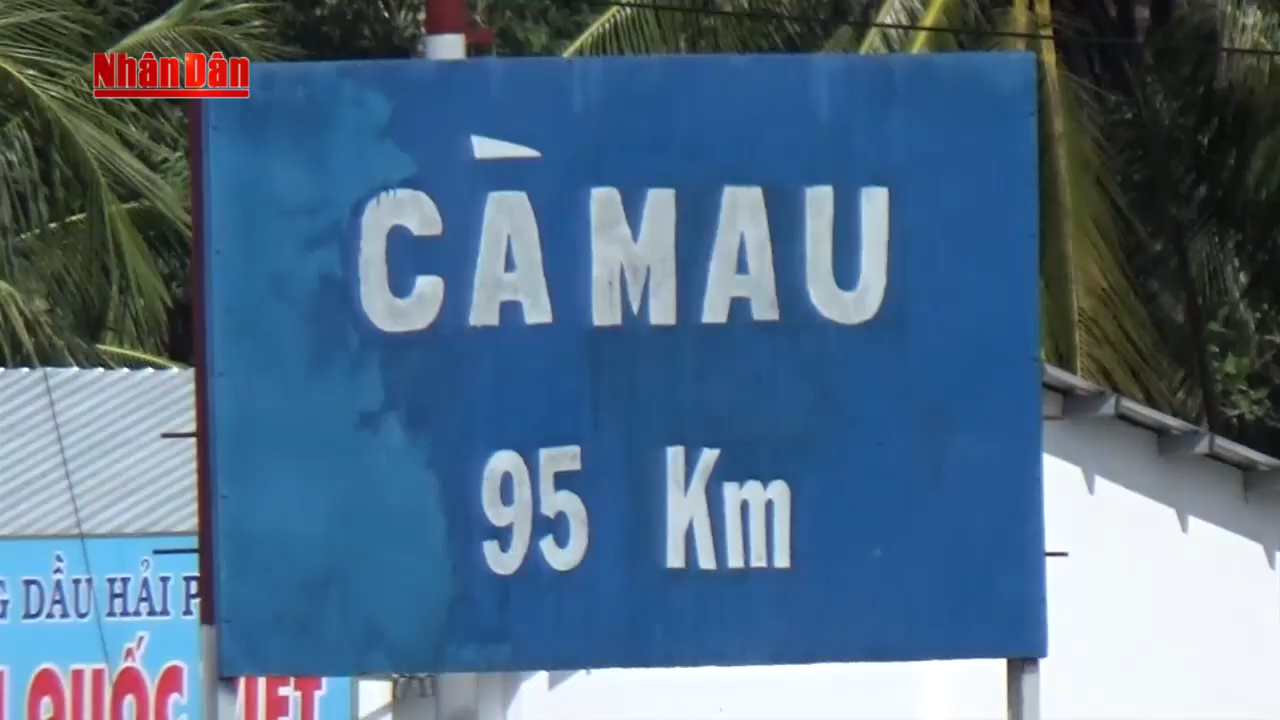 Nhân Dân
CÀ MAU
95 Km
DẦU HẢI
QUỐC VIỆT